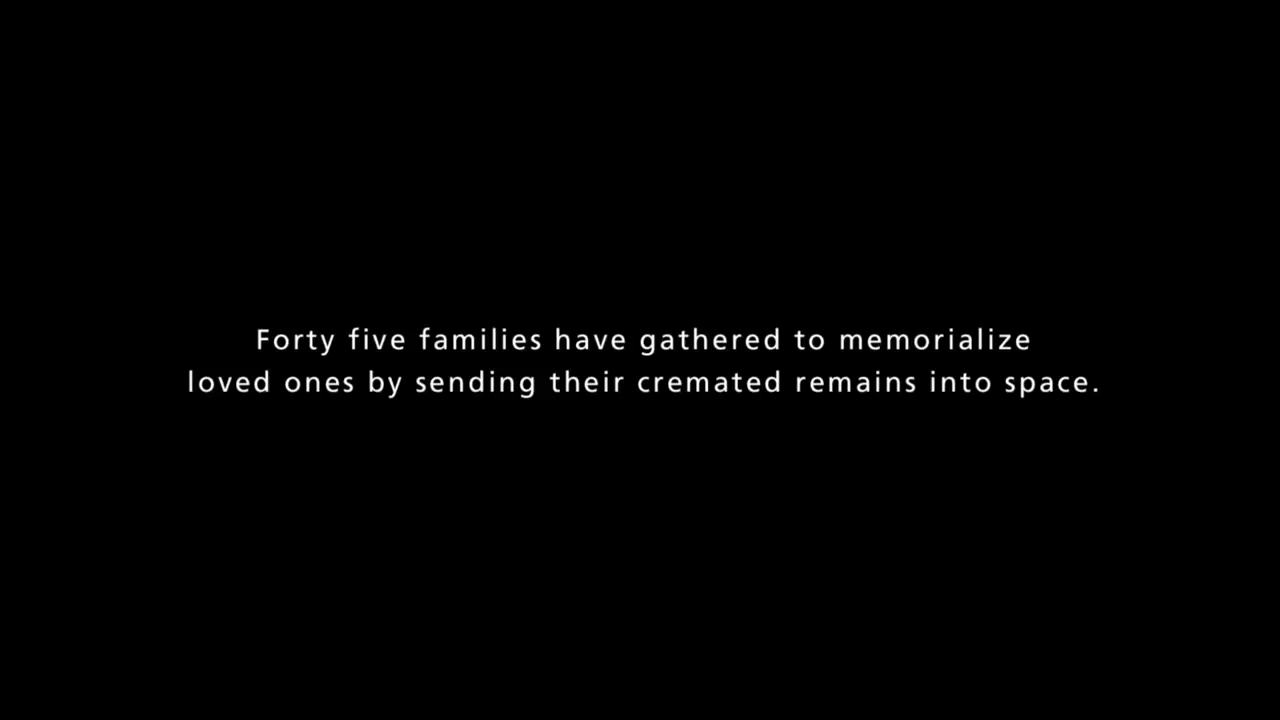 Forty five families have gathered to memorialize
loved ones by sending their cremated remains into space.